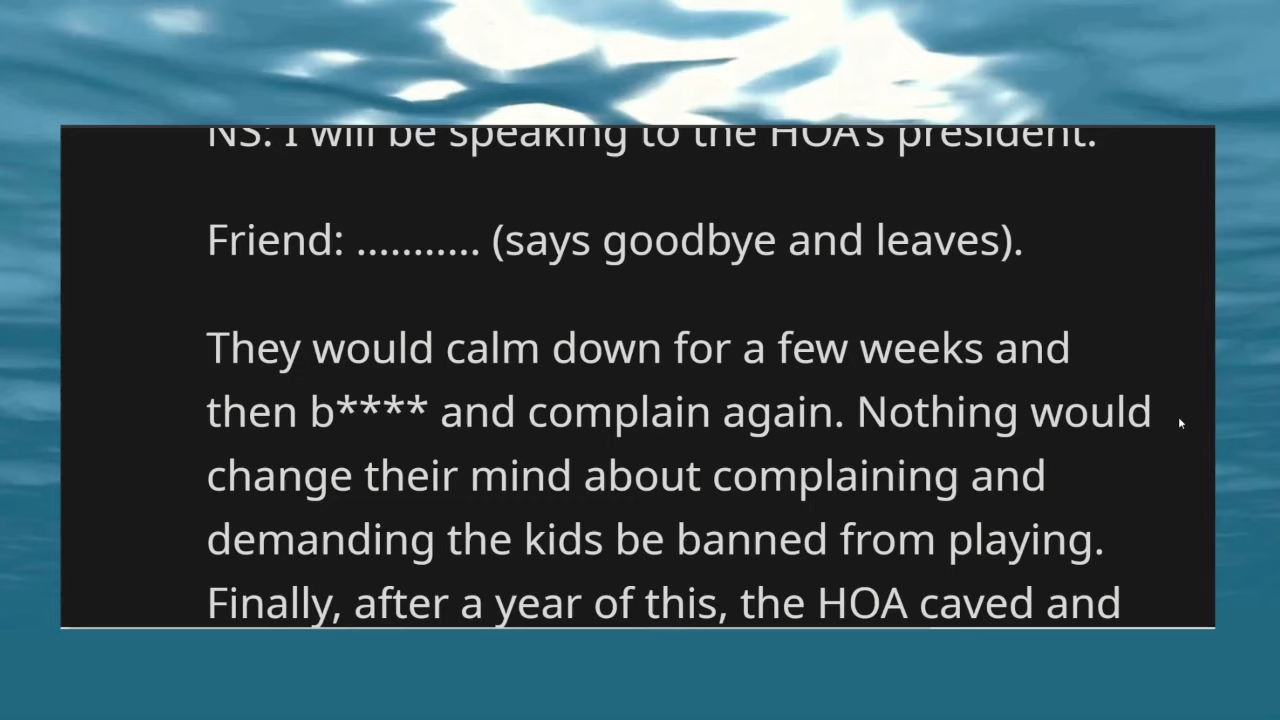 NS: I will be speaking to the HOA's president.
Friend: ........... (says goodbye and leaves).
They would calm down for a few weeks and
then b**** and complain again. Nothing would
change their mind about complaining and
demanding the kids be banned from playing.
Finally, after a year of this, the HOA caved and